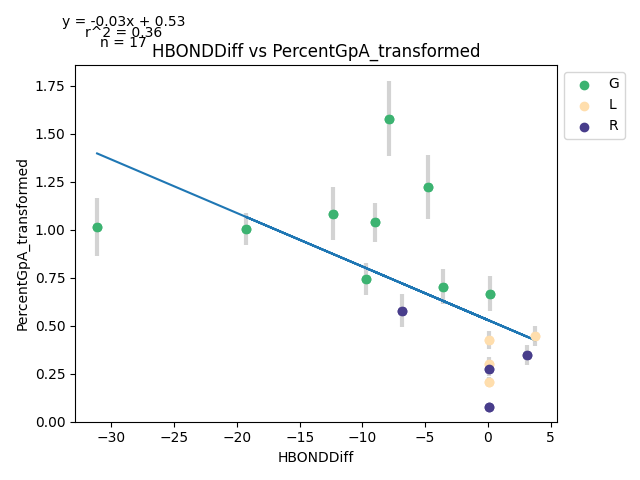 y = -0.03x + 0.53
r^2 = 0.36
n = 17
HBONDDiff vs PercentGpA_transformed
G
L
R
PercentGpA_transformed
1.75
1.50
1.25
1.00
0.75
0.50
0.25
0.00
−30 −25 −20 −15 −10 −5 0 5
HBONDDiff